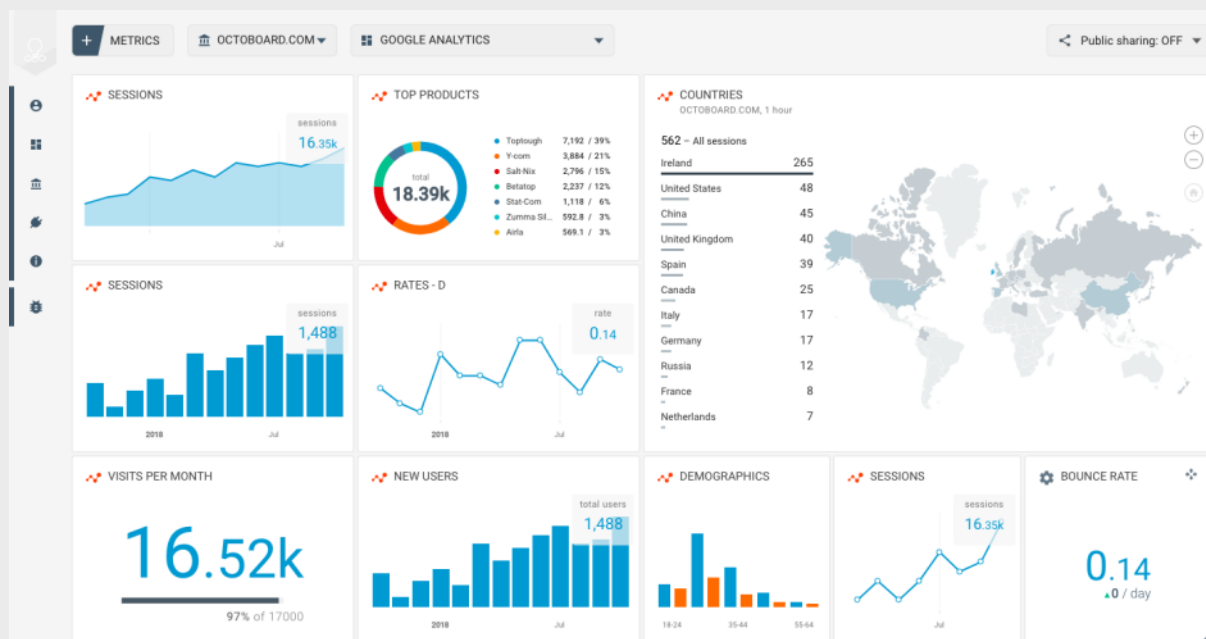 + METRICS OCTOBOARD.COM GOOGLE ANALYTICS Public sharing: OFF
SESSIONS
sessions
16.35k
Jul
TOP PRODUCTS
total
18.39k
Toptough 7,192 / 39%
Y-com 3,884 / 21%
Salt-Nix 2,796 / 15%
Betatop 2,237 / 12%
Stat-Com 1,118 / 6%
Zumma Sil... 592.8 / 3%
Airla 569.1 / 3%
COUNTRIES
OCTOBOARD.COM, 1 hour
562 – All sessions
Ireland 265
United States 48
China 45
United Kingdom 40
Spain 39
Canada 25
Italy 17
Germany 17
Russia 12
France 8
Netherlands 7
SESSIONS
sessions
1,488
2018 Jul
RATES - D
rate
0.14
2018 Jul
VISITS PER MONTH
16.52k
97% of 17000
NEW USERS
total users
1,488
2018 Jul
DEMOGRAPHICS
18-24 35-44 55-64
SESSIONS
sessions
16.35k
Jul
BOUNCE RATE
0.14
0 / day